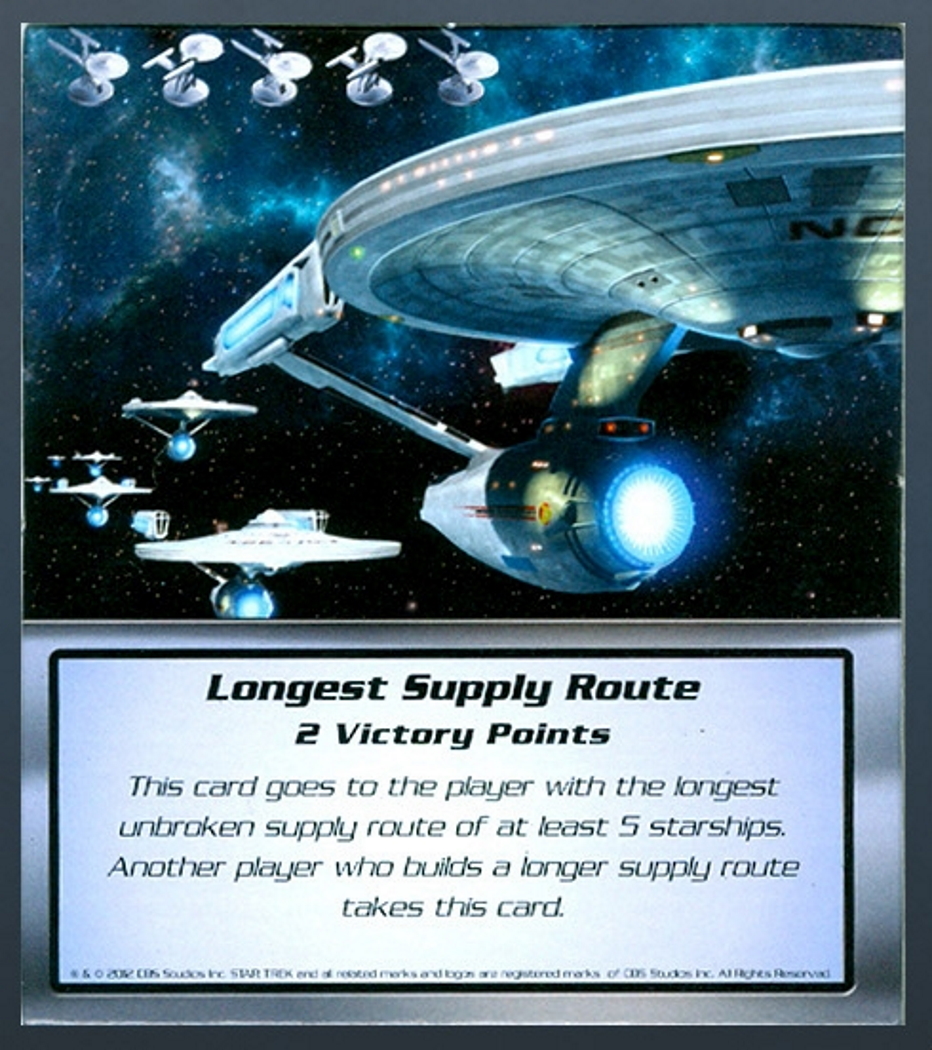 NC
Longest Supply Route
2 Victory Points
This card goes to the player with the longest
unbroken supply route of at least 5 starships.
Another player who builds a longer supply route
takes this card.
® & © 2012 CBS Studios Inc. STAR TREK and all related marks and logos are registered marks of CBS Studios Inc. All Rights Reserved.